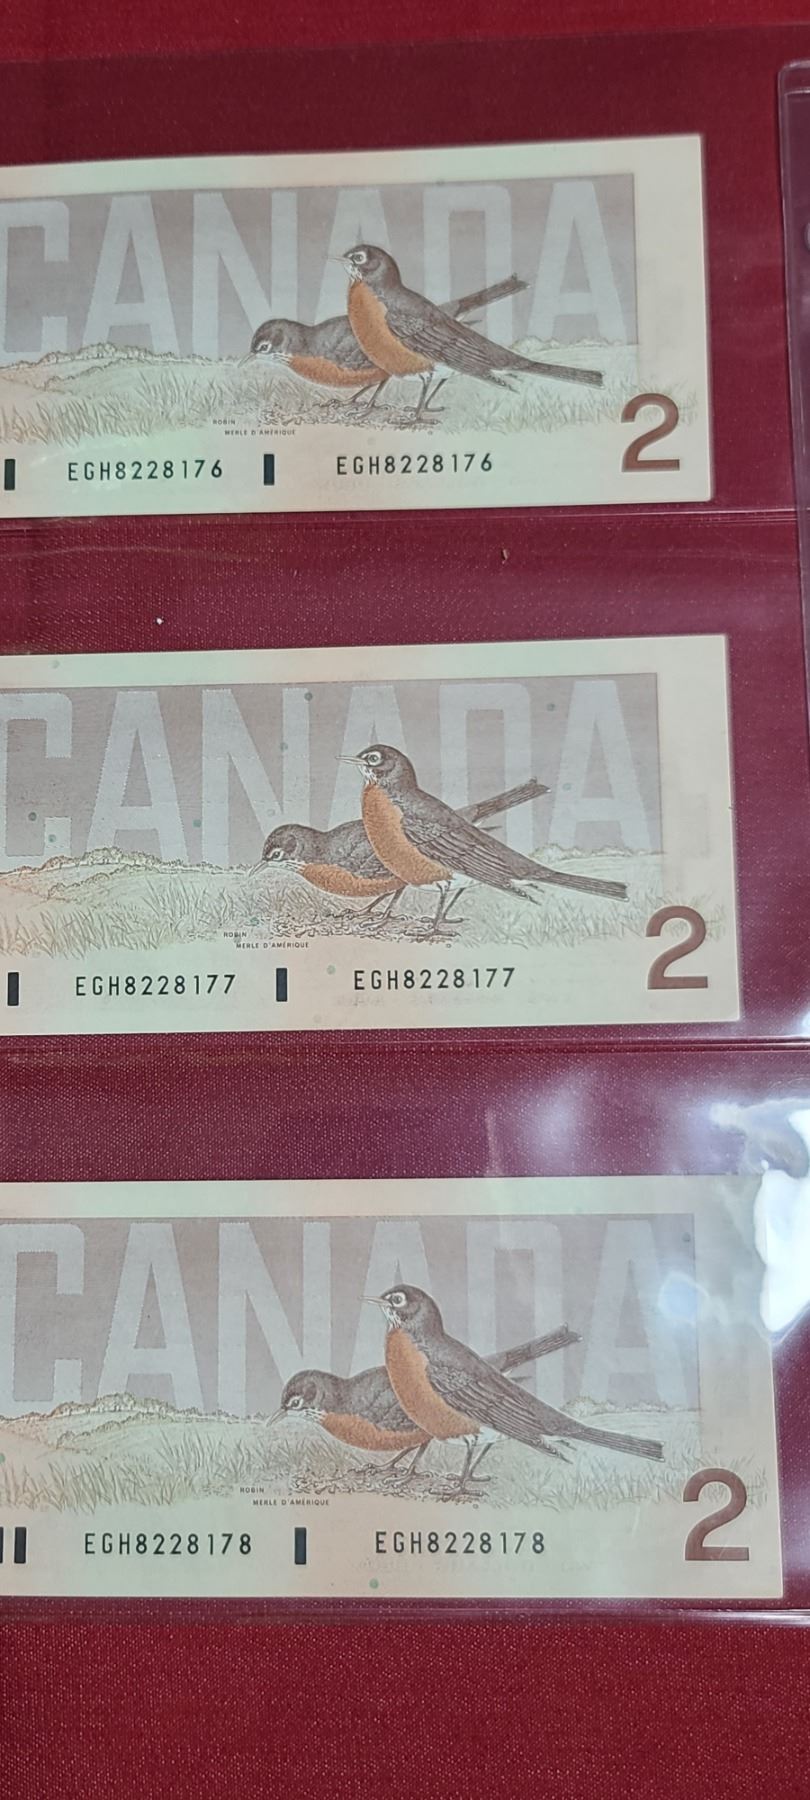 CANADA
ROBIN
MERLE D'AMÉRIQUE
2
EGH8228176 EGH8228176
CANADA
ROBIN
MERLE D'AMÉRIQUE
2
EGH8228177 EGH8228177
CANADA
ROBIN
MERLE D'AMÉRIQUE
2
EGH8228178 EGH8228178